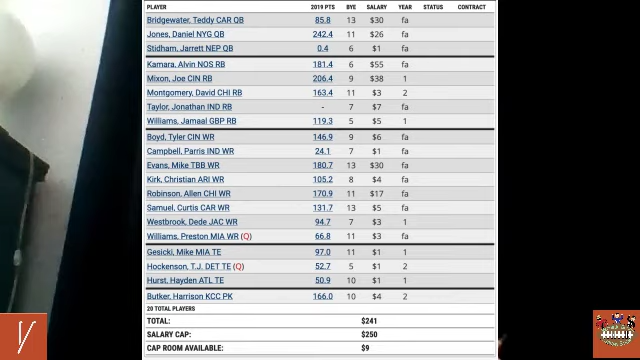 PLAYER 2019 PTS BYE SALARY YEAR STATUS CONTRACT
Bridgewater, Teddy CAR QB 85.8 13 $30 fa
Jones, Daniel NYG QB 242.4 11 $26 fa
Stidham, Jarrett NEP QB 0.4 6 $1 fa
Kamara, Alvin NOS RB 181.4 6 $55 fa
Mixon, Joe CIN RB 206.4 9 $38 1
Montgomery, David CHI RB 163.4 11 $3 2
Taylor, Jonathan IND RB - 7 $7 fa
Williams, Jamaal GBP RB 119.3 5 $5 1
Boyd, Tyler CIN WR 146.9 9 $6 fa
Campbell, Parris IND WR 24.1 7 $1 fa
Evans, Mike TBB WR 180.7 13 $30 fa
Kirk, Christian ARI WR 105.2 8 $4 fa
Robinson, Allen CHI WR 170.9 11 $17 fa
Samuel, Curtis CAR WR 131.7 13 $5 fa
Westbrook, Dede JAC WR 94.7 7 $3 1
Williams, Preston MIA WR (Q) 66.8 11 $3 fa
Gesicki, Mike MIA TE 97.0 11 $1 1
Hockenson, T.J. DET TE (Q) 52.7 5 $1 2
Hurst, Hayden ATL TE 50.9 10 $1 1
Butker, Harrison KCC PK 166.0 10 $4 2
20 TOTAL PLAYERS
TOTAL: $241
SALARY CAP: $250
CAP ROOM AVAILABLE: $9
V